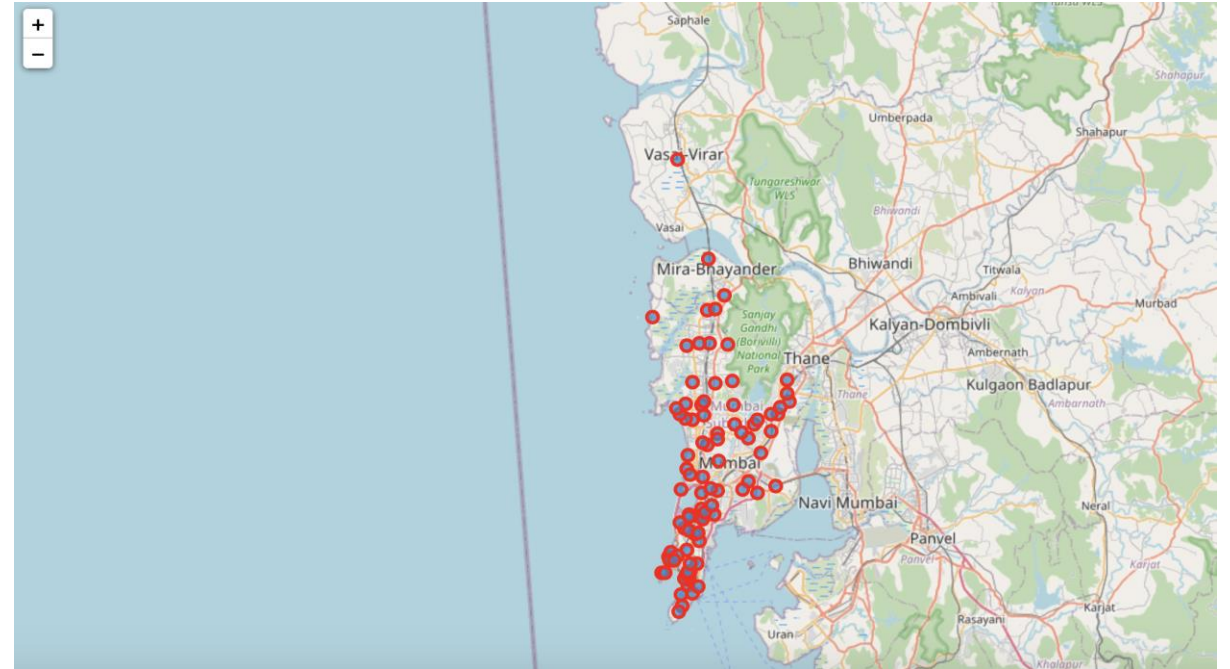 +
Saphale
−
Shahapur
Umberpada
Shahapur
Virar
Tungareshwar
WLS
Bhiwandi
Vasai
Bhiwandi
Mira-Bhayander
Titwala
Ambivali
Kalyan
Murbad
Sanjay
Gandhi
(Borivili)
National
Park
Kalyan-Dombivli
Thane
Ambernath
Kulgaon Badlapur
Thane
Ambarnath
Mumbai
Navi Mumbai
Neral
Panvel
Panvel
Karjat
Karjat
Rasayani
Uran
Khalapur